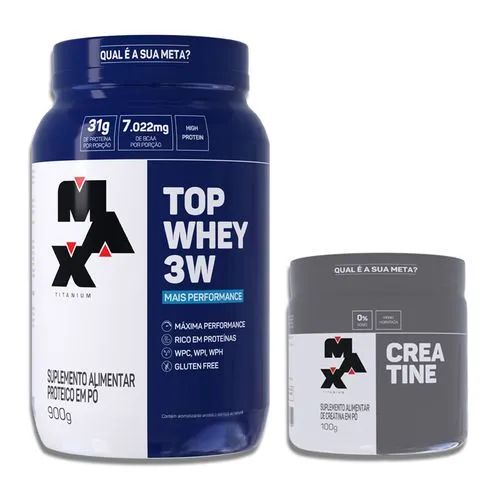 QUAL É A SUA META?
31g
DE PROTEÍNA
POR PORÇÃO
7.022mg
DE BCAA
POR PORÇÃO
HIGH
PROTEIN
MAX
TITANIUM
TOP
WHEY
3W
MAIS PERFORMANCE
MÁXIMA PERFORMANCE
RICO EM PROTEÍNAS
WPC, WPI, WPH
GLUTEN FREE
SUPLEMENTO ALIMENTAR
PROTEICO EM PÓ
900g
QUAL É A SUA META?
0%
MAX
TITANIUM
CREA
TINE
SUPLEMENTO ALIMENTAR
DE CREATINA EM PÓ
100g